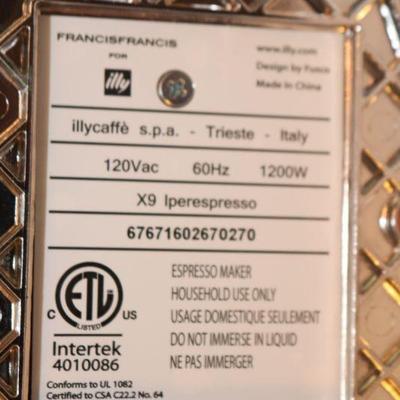 FRANCISFRANCIS
FOR
illy
www.illy.com
Design by Fusco
Made in China
illycaffè s.p.a. - Trieste - Italy
120Vac 60Hz 1200W
X9 Iperespresso
67671602670270
ETL
C US
LISTED
Intertek
4010086
Conforms to UL 1082
Certified to CSA C22.2 No. 64
ESPRESSO MAKER
HOUSEHOLD USE ONLY
USAGE DOMESTIQUE SEULEMENT
DO NOT IMMERSE IN LIQUID
NE PAS IMMERGER